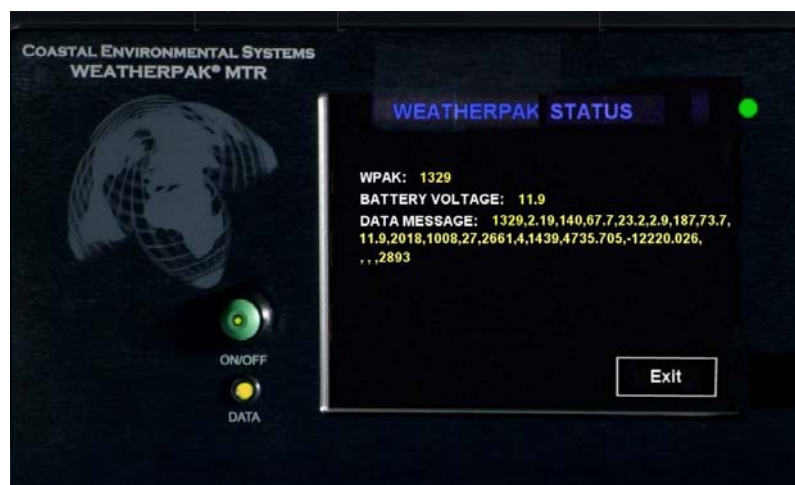 COASTAL ENVIRONMENTAL SYSTEMS
WEATHERPAK® MTR
WEATHERPAK STATUS
WPAK: 1329
BATTERY VOLTAGE: 11.9
DATA MESSAGE: 1329,2.19,140,67.7,23.2,2.9,187,73.7,
11.9,2018,1008,27,2661,4,1439,4735.705,-12220.026,
, , ,2893
Exit
ON/OFF
DATA